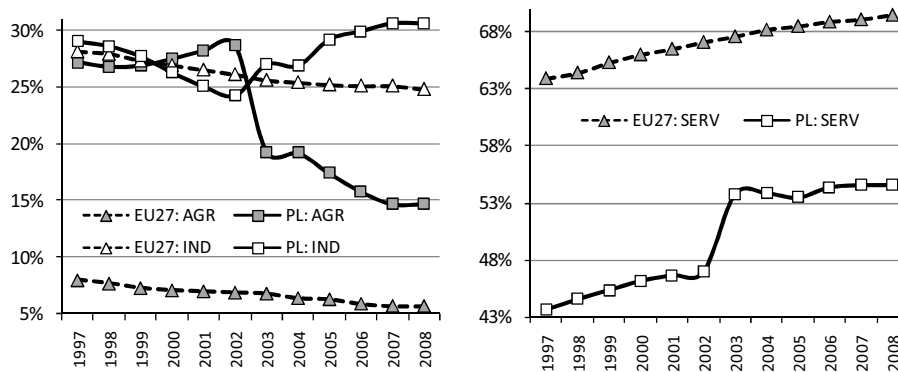 30%
25%
20%
15%
10%
5%
EU27: AGR PL: AGR
EU27: IND PL: IND
1997 1998 1999 2000 2001 2002 2003 2004 2005 2006 2007 2008
68%
63%
58%
53%
48%
43%
EU27: SERV PL: SERV
1997 1998 1999 2000 2001 2002 2003 2004 2005 2006 2007 2008